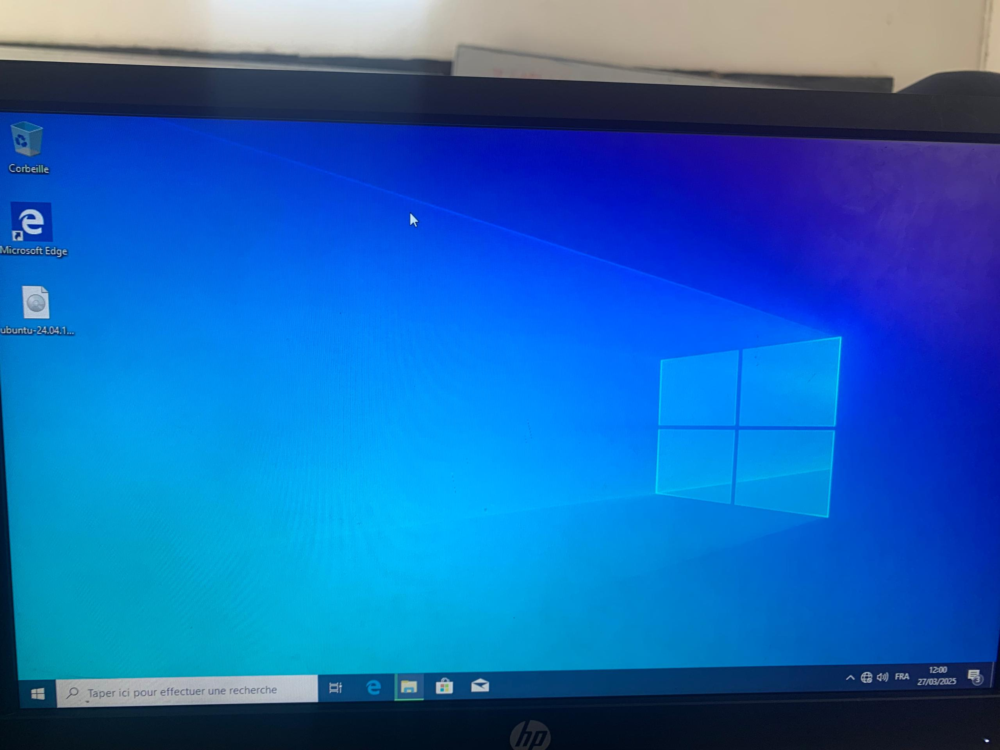 Corbeille
Microsoft Edge
ubuntu-24.04.1...
Taper ici pour effectuer une recherche
FRA
12:00
27/03/2025
3
hp